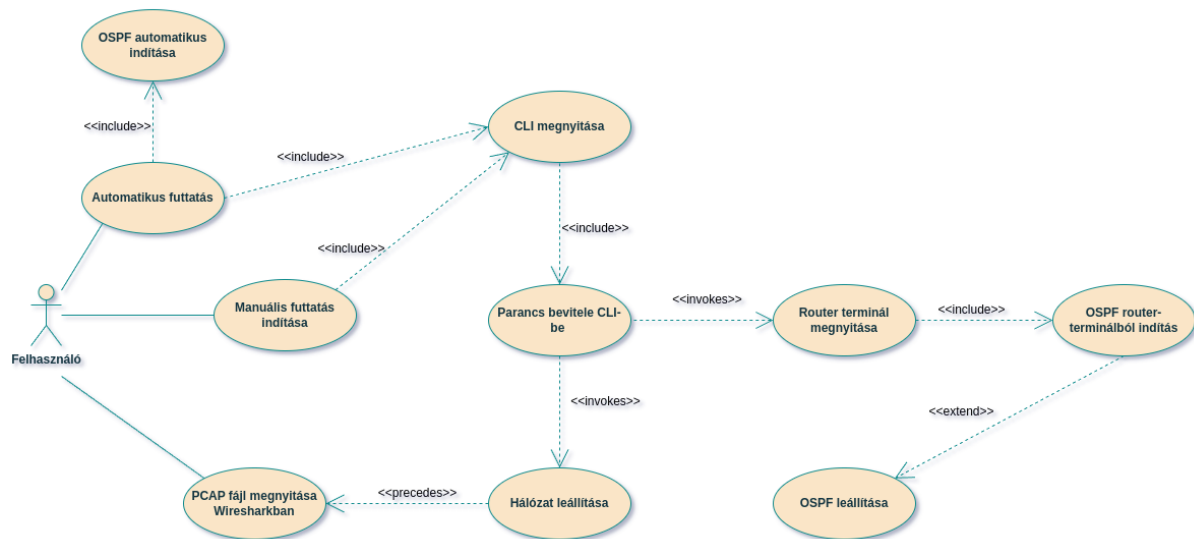 OSPF automatikus
indítása
<<include>>
CLI megnyitása
<<include>>
Automatikus futtatás
<<include>>
<<include>>
Manuális futtatás
indítása
Felhasználó
Parancs bevitele CLI-
be
<<invokes>>
Router terminál
megnyitása
<<include>>
OSPF router-
terminálból indítás
<<invokes>>
<<extend>>
PCAP fájl megnyitása
Wiresharkban
<<precedes>>
Hálózat leállítása
OSPF leállítása